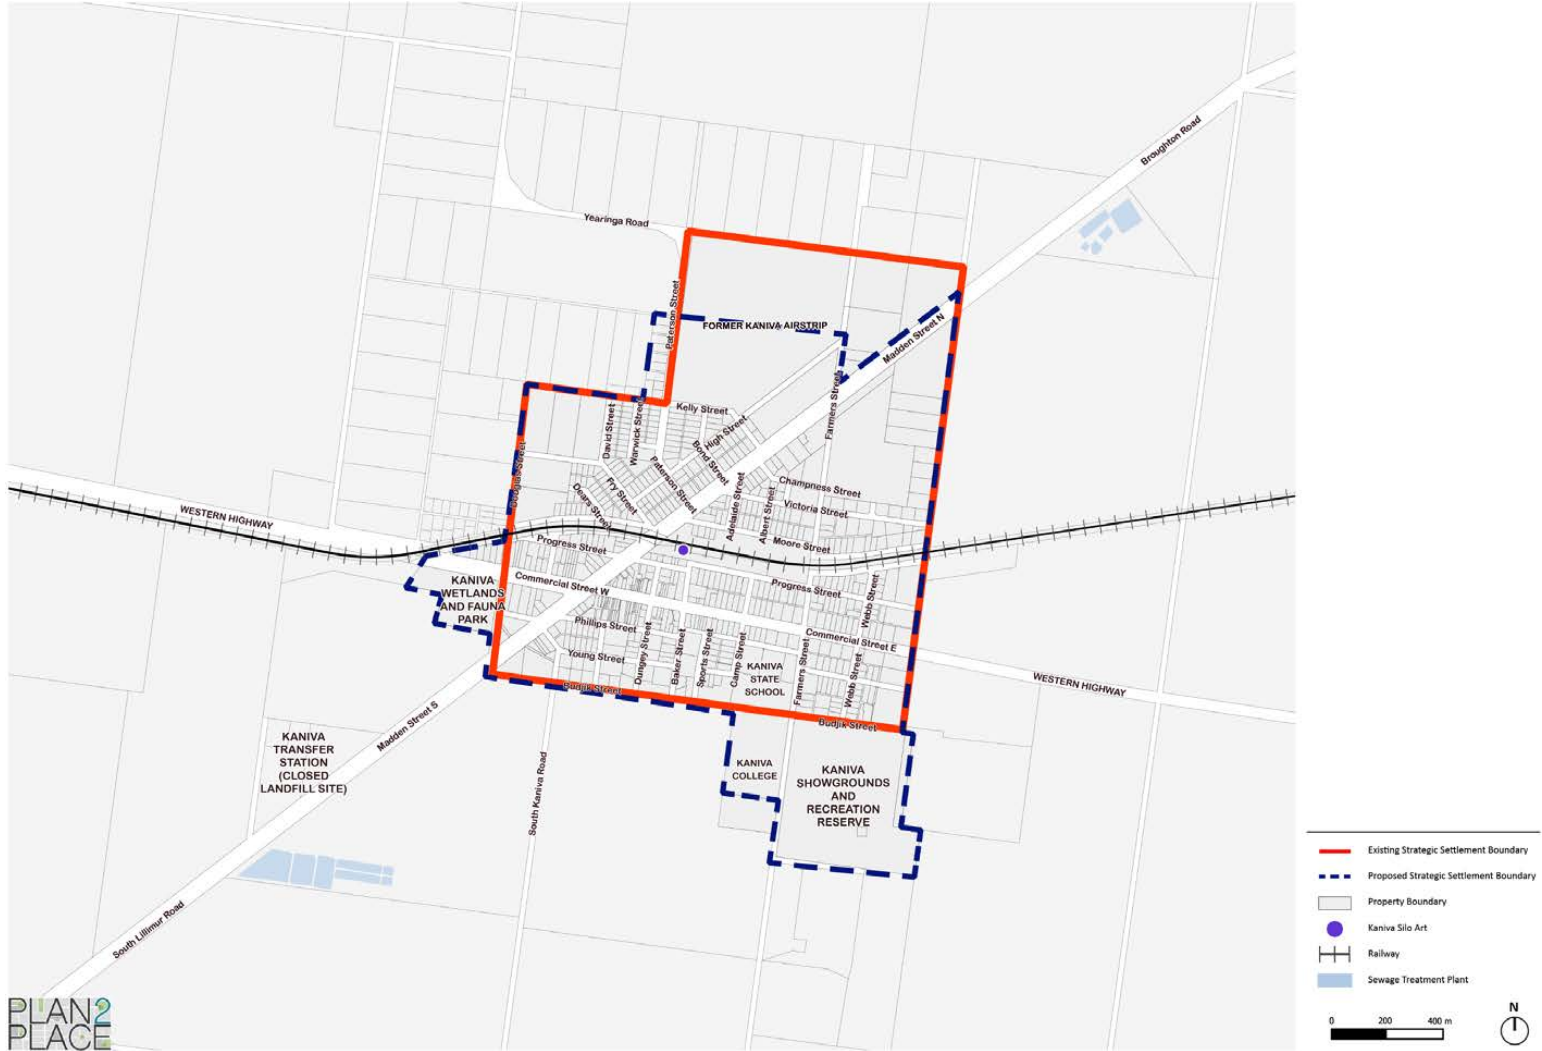 Broughton Road
Yearinga Road
Paterson Street
FORMER KANIVA AIRSTRIP
Madden Street N
Farmers Street
Kelly Street
High Street
David Street
Warwick Street
Bond Street
Paterson Street
Fry Street
Dears Street
Douglas Street
Champness Street
Victoria Street
Adelaide Street
Albert Street
Moore Street
WESTERN HIGHWAY
Progress Street
Progress Street
KANIVA
WETLANDS
AND FAUNA
PARK
Commercial Street W
Webb Street
Phillips Street
Commercial Street E
Young Street
Dungey Street
Baker Street
Sports Street
Camp Street
KANIVA
STATE
SCHOOL
Farmers Street
Webb Street
WESTERN HIGHWAY
Budjik Street
Budjik Street
Madden Street S
KANIVA
TRANSFER
STATION
(CLOSED
LANDFILL SITE)
South Kaniva Road
KANIVA
COLLEGE
KANIVA
SHOWGROUNDS
AND
RECREATION
RESERVE
South Lillimur Road
PLAN2
PLACE
Existing Strategic Settlement Boundary
Proposed Strategic Settlement Boundary
Property Boundary
Kaniva Silo Art
Railway
Sewage Treatment Plant
0 200 400 m
N